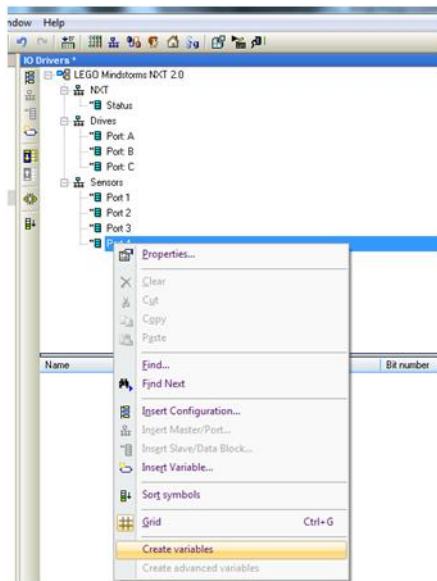 ndow Help
IO Drivers *
LEGO Mindstorms NXT 2.0
NXT
Status
Drives
Port A
Port B
Port C
Sensors
Port 1
Port 2
Port 3
Port 4
Properties...
Clear
Cut
Copy
Paste
Find...
Find Next
Insert Configuration...
Insert Master/Port...
Insert Slave/Data Block...
Insert Variable...
Sort symbols
Grid Ctrl+G
Create variables
Create advanced variables
Name Bit number